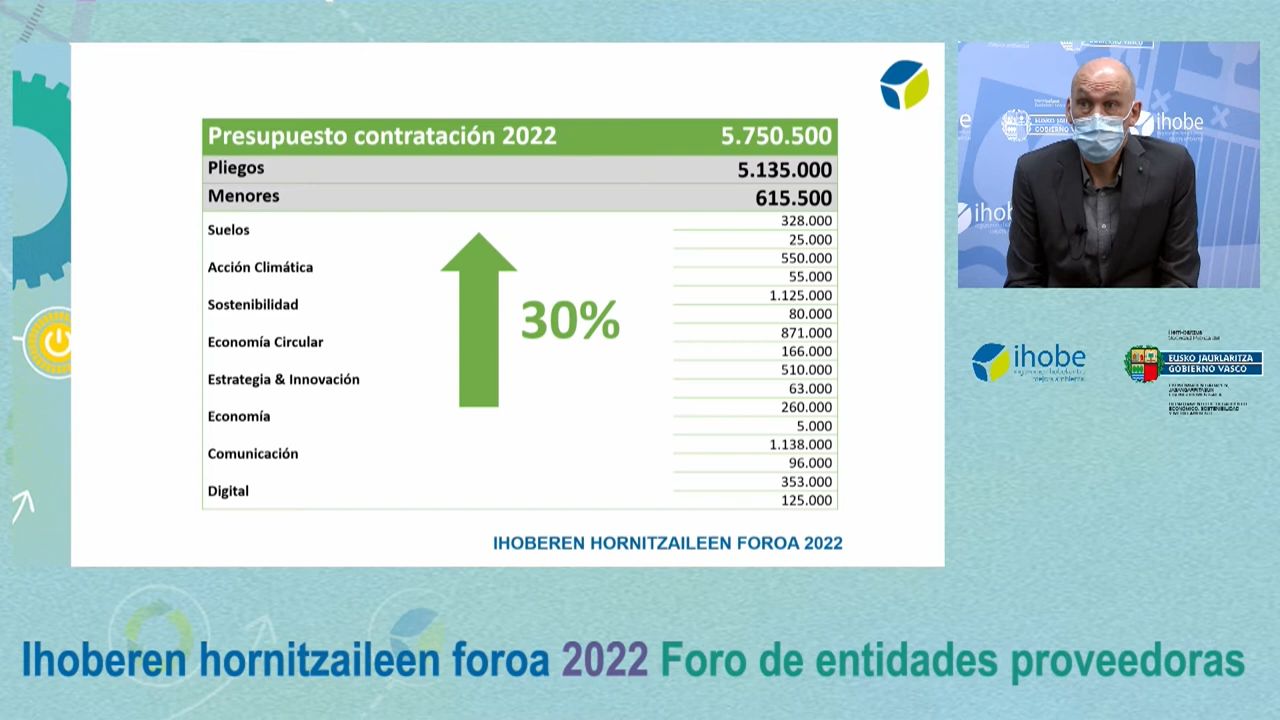 Presupuesto contratación 2022 5.750.500
Pliegos 5.135.000
Menores 615.500
Suelos 328.000
25.000
Acción Climática 550.000
55.000
Sostenibilidad 1.125.000
80.000
Economía Circular 871.000
166.000
Estrategia & Innovación 510.000
63.000
Economía 260.000
5.000
Comunicación 1.138.000
96.000
Digital 353.000
125.000
30%
IHOBEREN HORNITZAILEEN FOROA 2022
ihobe
ihobe
EUSKO JAURLARITZA
GOBIERNO VASCO
Ihoberen hornitzaileen foroa 2022 Foro de entidades proveedoras